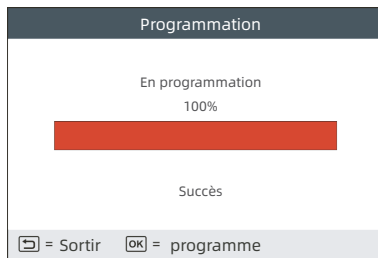 Programmation
En programmation
100%
Succès
= Sortir OK = programme